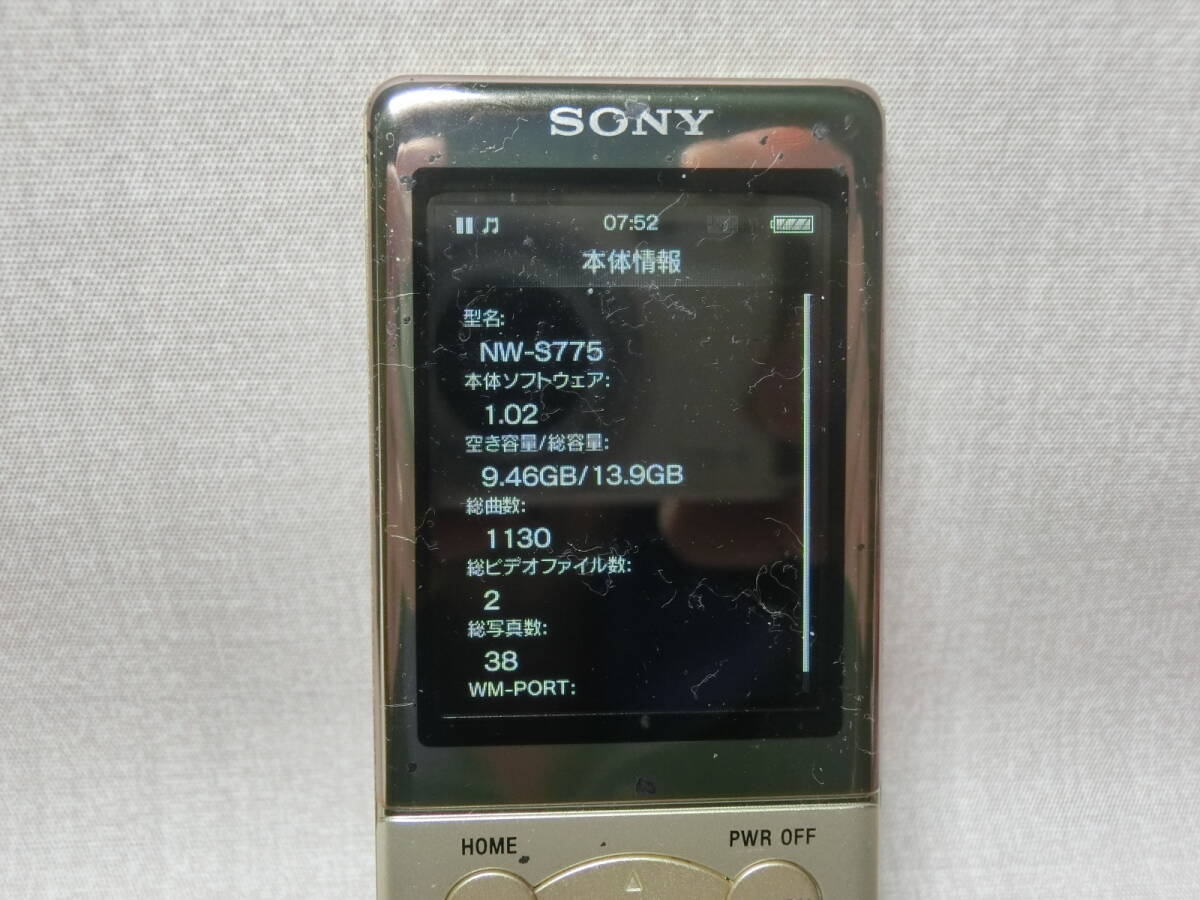 SONY
07:52
本体情報
型名:
NW-S775
本体ソフトウェア:
1.02
空き容量/総容量:
9.46GB/13.9GB
総曲数:
1130
総ビデオファイル数:
2
総写真数:
38
WM-PORT:
HOME
PWR OFF